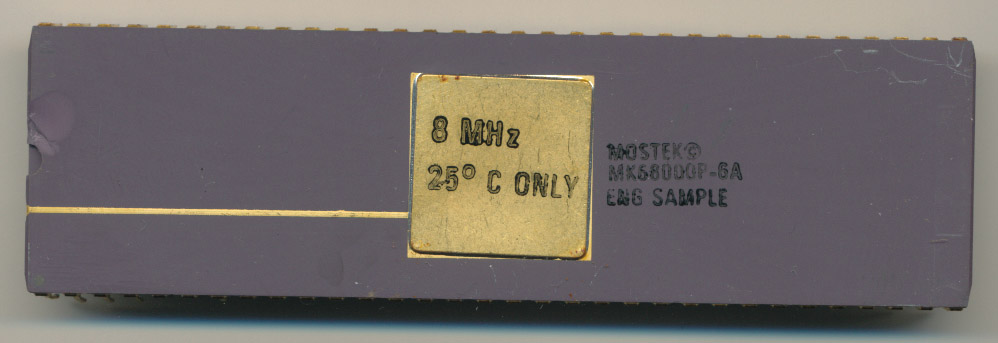 8 MHz
25° C ONLY
MOSTEK©
MK68000P-6A
ENG SAMPLE